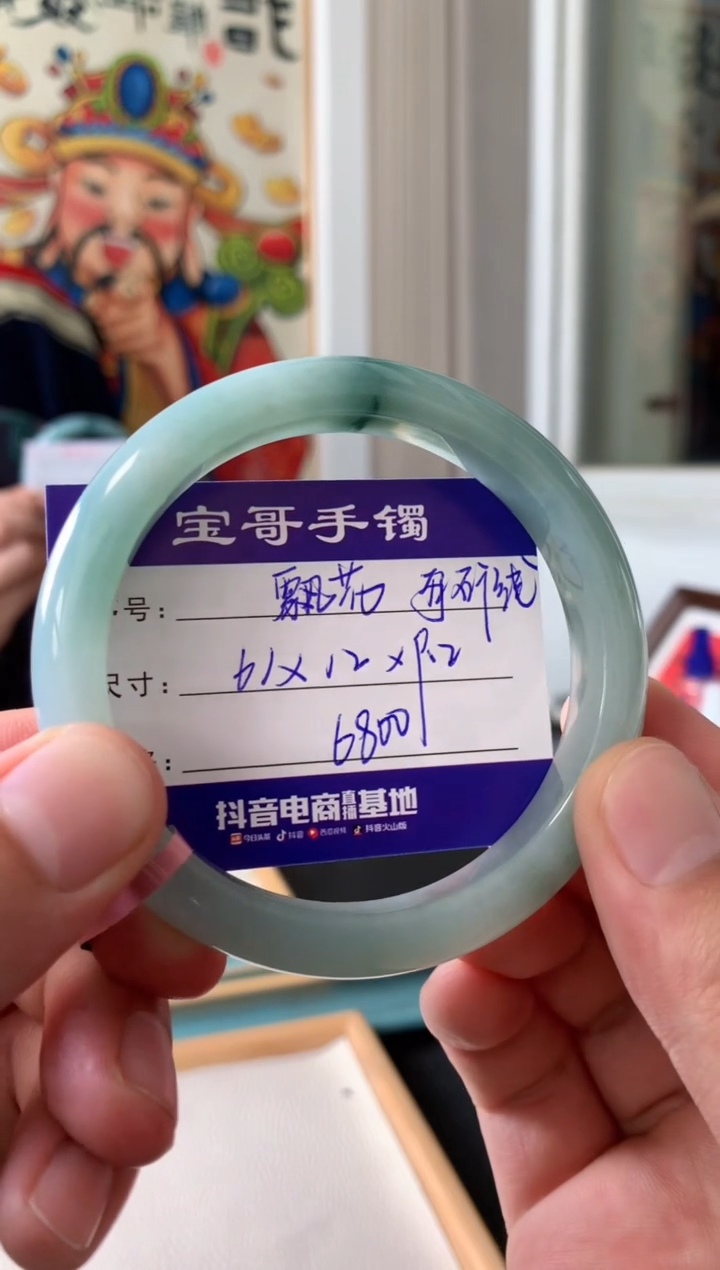 宝哥手镯
号： 飘花 有矿纹
尺寸： 61×12×8.2
： 6800
抖音电商直播基地
今日头条 抖音 西瓜视频 抖音火山版